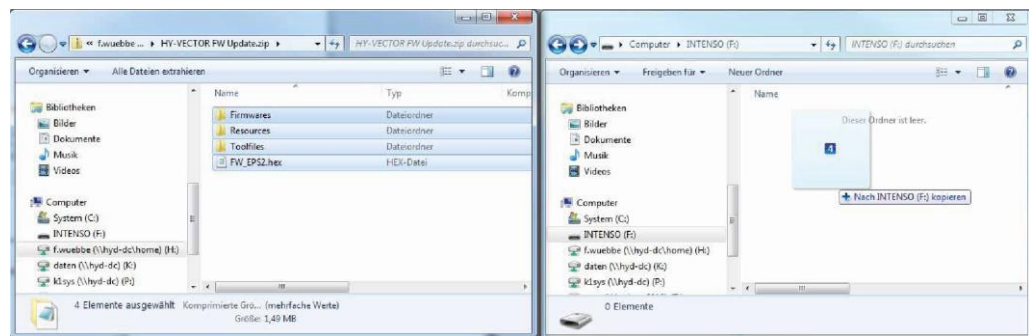 « f.wuebbe ... ▸ HY-VECTOR FW Update.zip ▸
HY-VECTOR FW Update.zip durchsuc...
Organisieren
Alle Dateien extrahieren
Bibliotheken
Bilder
Dokumente
Musik
Videos
Computer
System (C:)
INTENSO (F:)
f.wuebbe (\\hyd-dc\home) (H:)
daten (\\hyd-dc) (K:)
k1sys (\\hyd-dc) (P:)
Name Typ Komp
Firmwares Dateiordner
Resources Dateiordner
Toolfiles Dateiordner
FW_EPS2.hex HEX-Datei
4 Elemente ausgewählt Komprimierte Grö... (mehrfache Werte)
Größe: 1,49 MB
▸ Computer ▸ INTENSO (F:)
INTENSO (F:) durchsuchen
Organisieren
Freigeben für
Neuer Ordner
Bibliotheken
Bilder
Dokumente
Musik
Videos
Computer
System (C:)
INTENSO (F:)
f.wuebbe (\\hyd-dc\home) (H:)
daten (\\hyd-dc) (K:)
k1sys (\\hyd-dc) (P:)
Name
Dieser Ordner ist leer.
4
Nach INTENSO (F:) kopieren
0 Elemente